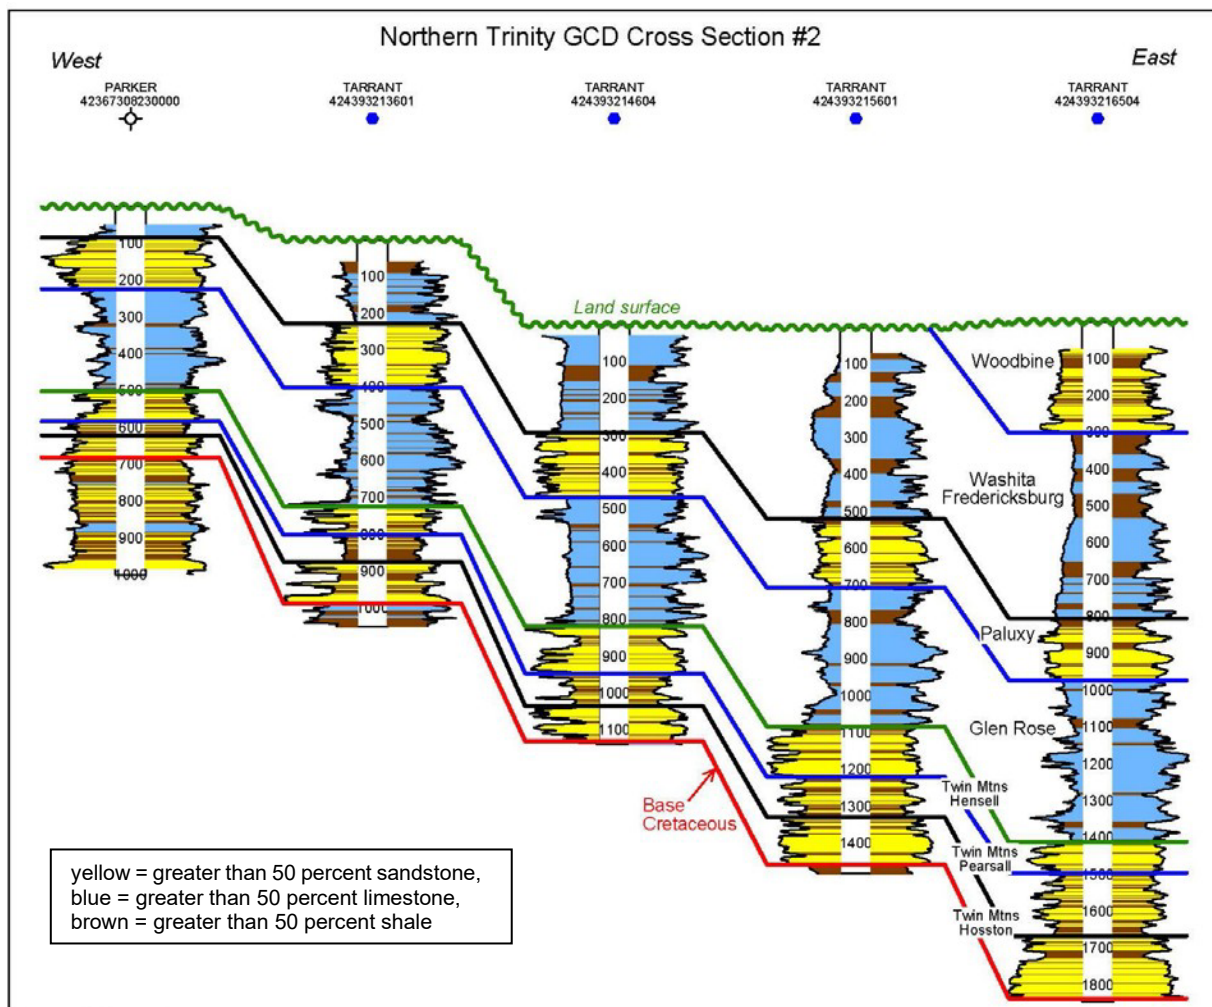 Northern Trinity GCD Cross Section #2
West
East
PARKER
42367308230000
TARRANT
424393213601
TARRANT
424393214604
TARRANT
424393215601
TARRANT
424393216504
Land surface
100
200
300
400
500
600
700
800
900
1000
100
200
300
400
500
600
700
800
900
1000
100
200
300
400
500
600
700
800
900
1000
1100
100
200
300
400
500
600
700
800
900
1000
1100
1200
1300
1400
100
200
300
400
500
600
700
800
900
1000
1100
1200
1300
1400
1500
1600
1700
1800
Woodbine
Washita
Fredericksburg
Paluxy
Glen Rose
Twin Mtns
Hensell
Twin Mtns
Pearsall
Twin Mtns
Hosston
Base
Cretaceous
yellow = greater than 50 percent sandstone,
blue = greater than 50 percent limestone,
brown = greater than 50 percent shale